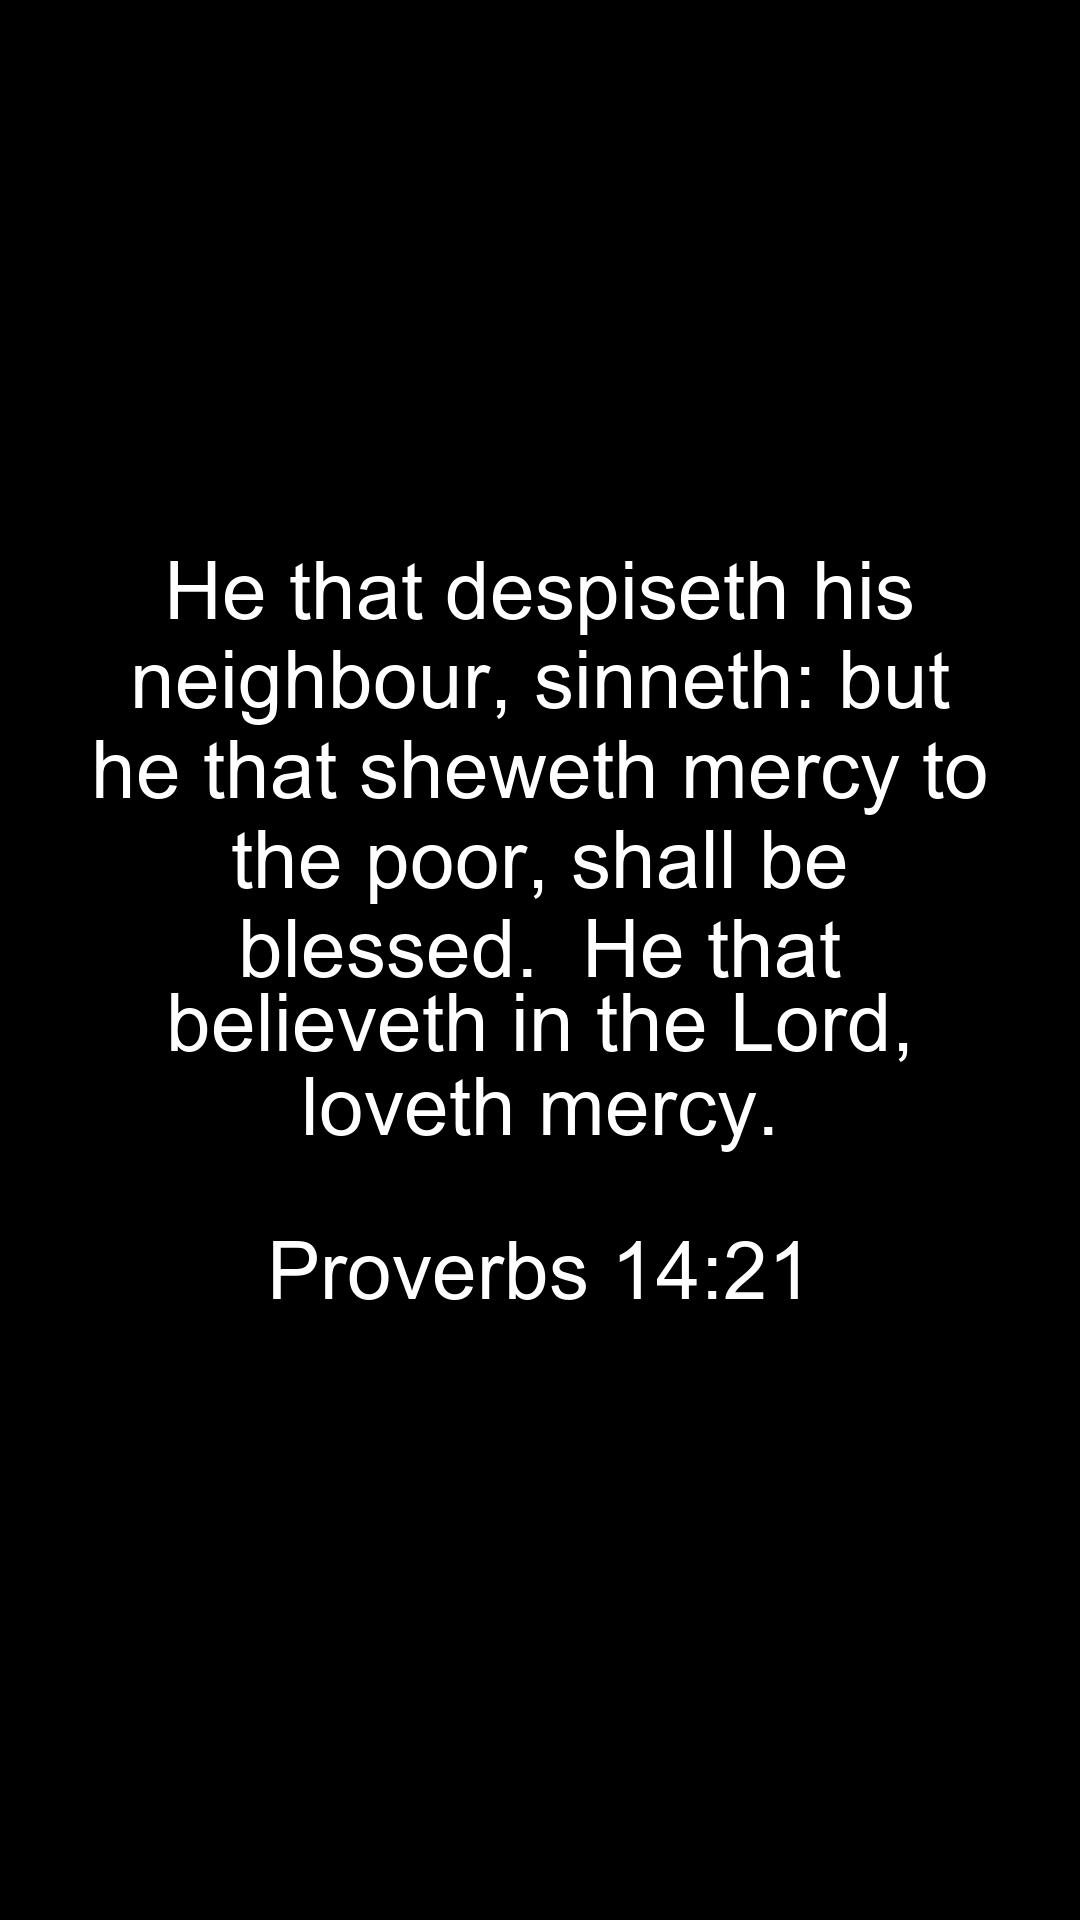 He that despiseth his
neighbour, sinneth: but
he that sheweth mercy to
the poor, shall be
blessed.  He that
believeth in the Lord,
loveth mercy.
Proverbs 14:21